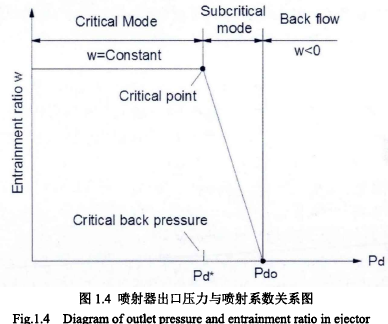 Critical Mode
Subcritical
mode
Back flow
w=Constant
w<0
Critical point
Entrainment ratio w
Critical back pressure
Pd*
Pdo
Pd
图 1.4 喷射器出口压力与喷射系数关系图
Fig.1.4 Diagram of outlet pressure and entrainment ratio in ejector